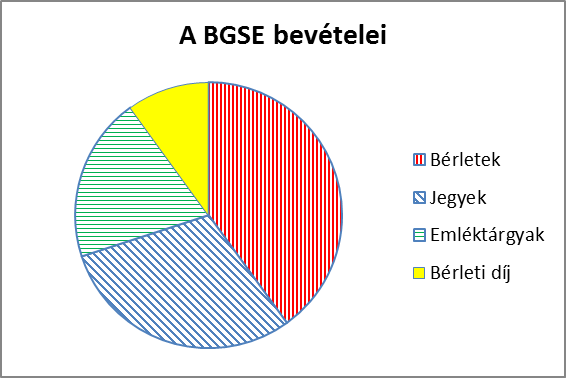 A BGSE bevételei
Bérletek
Jegyek
Emléktárgyak
Bérleti díj